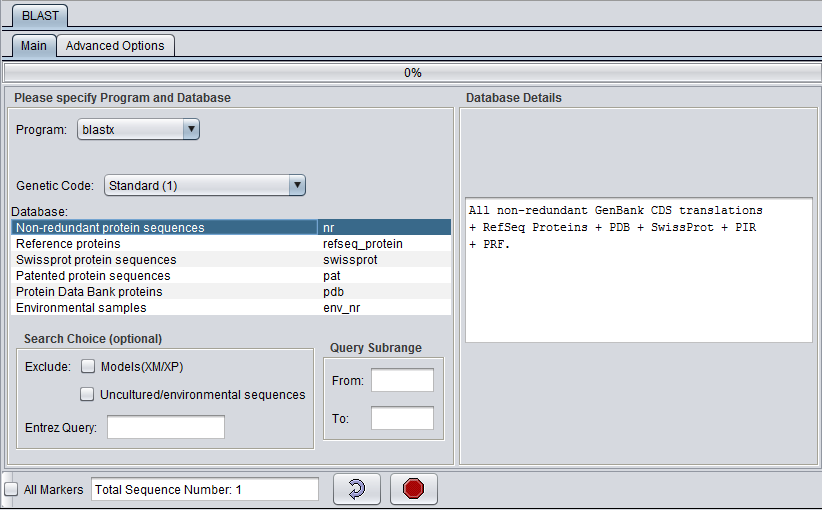 BLAST
Main Advanced Options
0%
Please specify Program and Database
Program: blastx
Genetic Code: Standard (1)
Database:
Non-redundant protein sequences nr
Reference proteins refseq_protein
Swissprot protein sequences swissprot
Patented protein sequences pat
Protein Data Bank proteins pdb
Environmental samples env_nr
Search Choice (optional)
Exclude: Models(XM/XP)
Uncultured/environmental sequences
Entrez Query:
Query Subrange
From:
To:
Database Details
All non-redundant GenBank CDS translations
+ RefSeq Proteins + PDB + SwissProt + PIR
+ PRF.
All Markers Total Sequence Number: 1